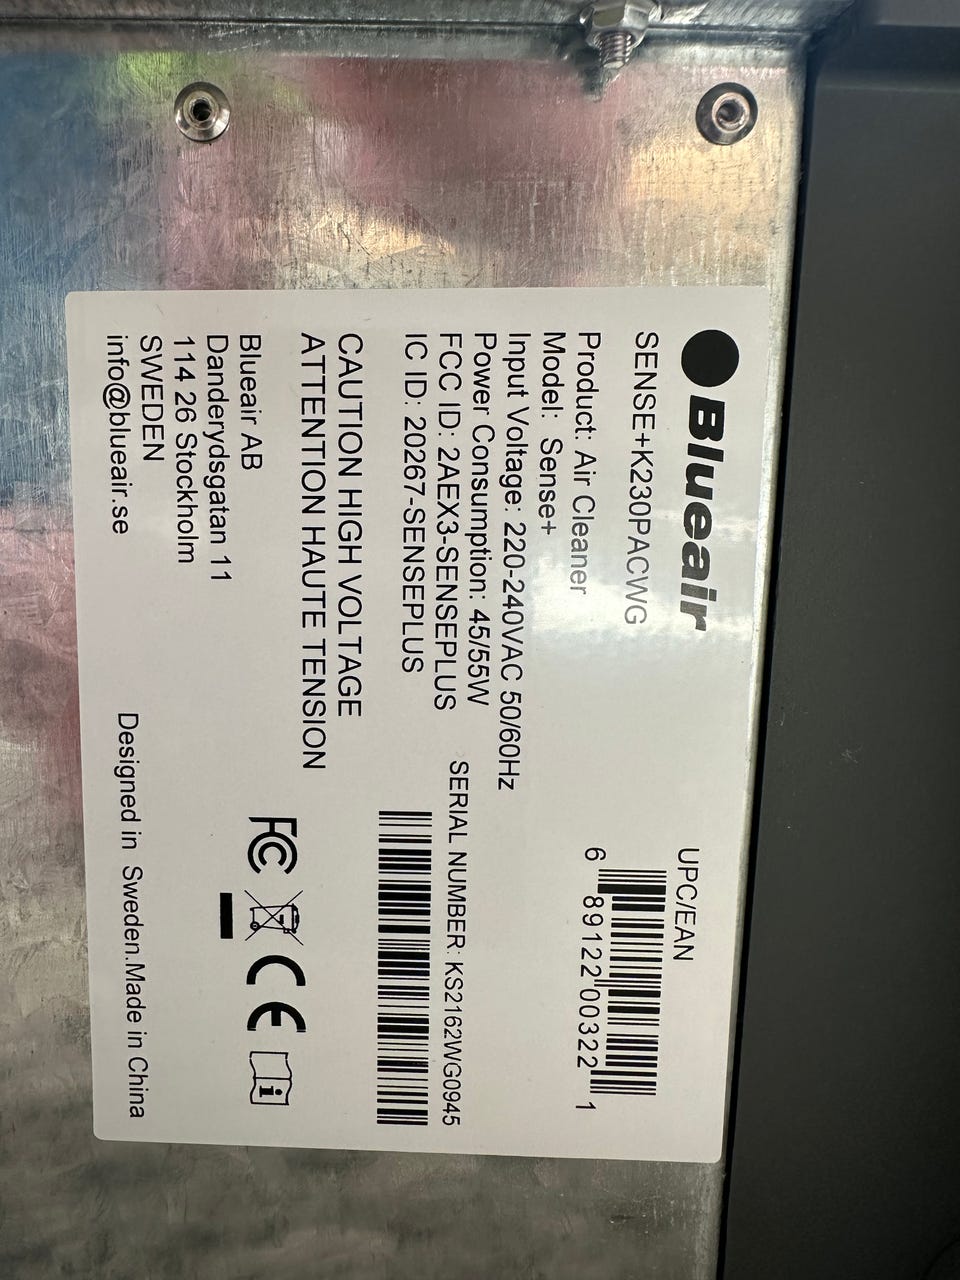 Blueair
SENSE+K230PACWG
Product: Air Cleaner
Model: Sense+
Input Voltage: 220-240VAC 50/60Hz
Power Consumption: 45/55W
FCC ID: 2AEX3-SENSEPLUS
IC ID: 20267-SENSEPLUS
CAUTION HIGH VOLTAGE
ATTENTION HAUTE TENSION
Blueair AB
Danderydsgatan 11
114 26 Stockholm
SWEDEN
info@blueair.se
UPC/EAN
6 89122 00322 1
SERIAL NUMBER: KS2162WG0945
FC CE i
Designed in Sweden.Made in China